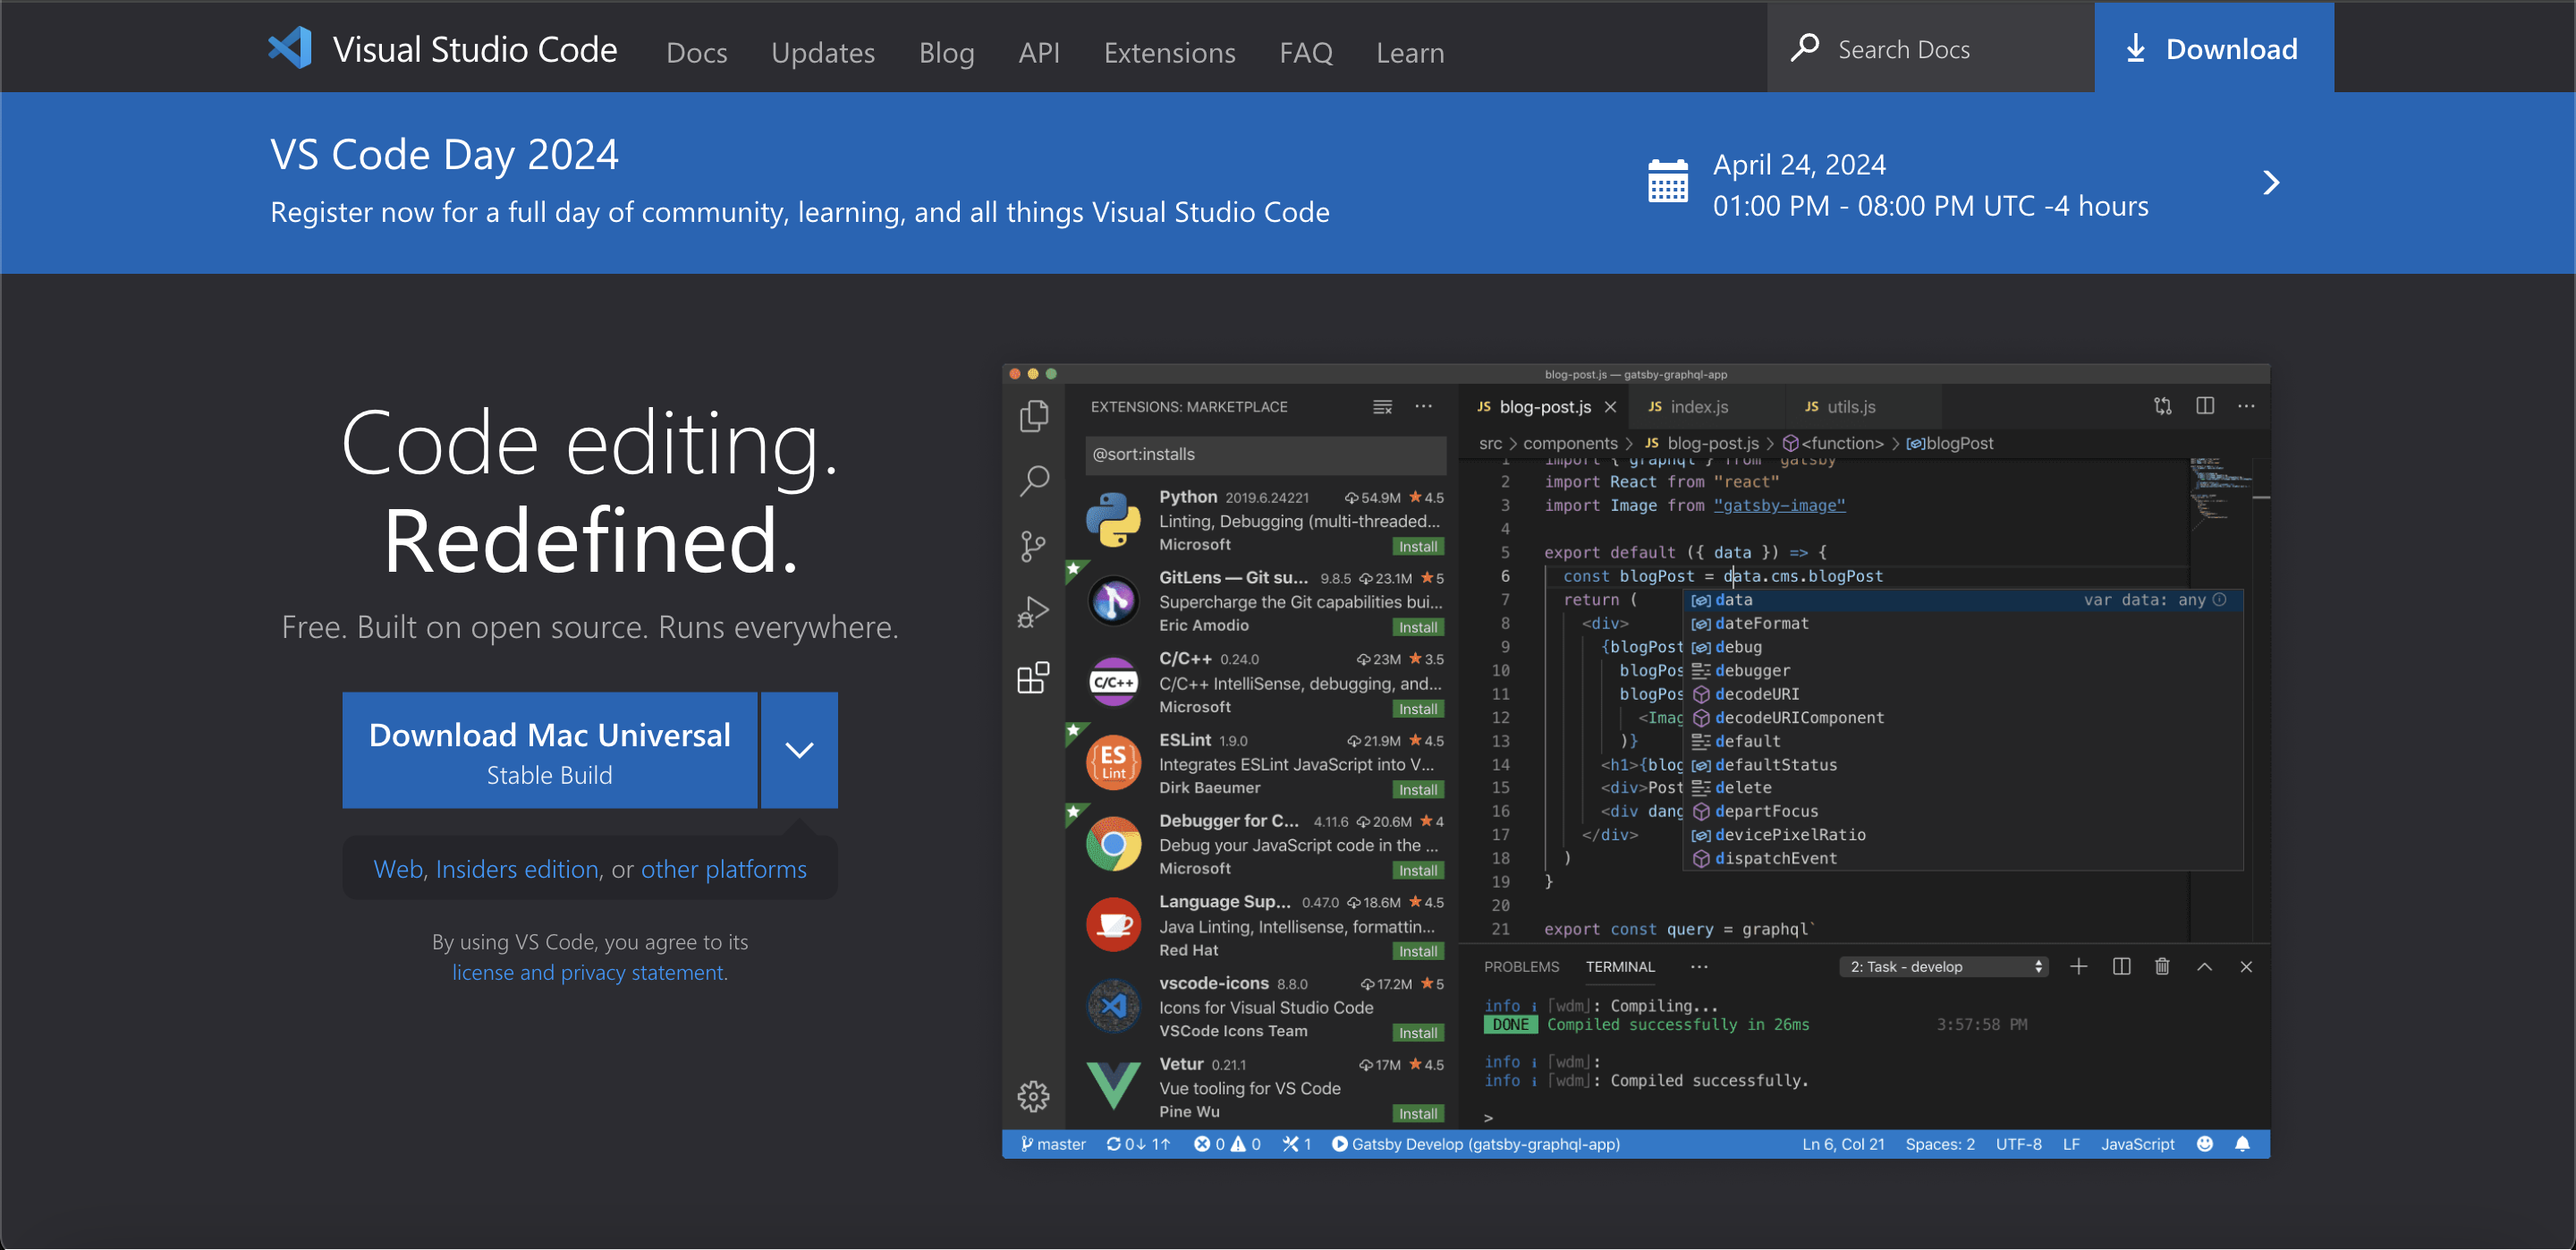 Visual Studio Code Docs Updates Blog API Extensions FAQ Learn Search Docs Download
VS Code Day 2024
Register now for a full day of community, learning, and all things Visual Studio Code
April 24, 2024
01:00 PM - 08:00 PM UTC -4 hours
Code editing.
Redefined.
Free. Built on open source. Runs everywhere.
Download Mac Universal
Stable Build
Web, Insiders edition, or other platforms
By using VS Code, you agree to its
license and privacy statement.
blog-post.js — gatsby-graphql-app
EXTENSIONS: MARKETPLACE
@sort:installs
Python 2019.6.24221 54.9M 4.5
Linting, Debugging (multi-threaded...
Microsoft Install
GitLens — Git su... 9.8.5 23.1M 5
Supercharge the Git capabilities bui...
Eric Amodio Install
C/C++
C/C++ 0.24.0 23M 3.5
C/C++ IntelliSense, debugging, and...
Microsoft Install
{ES}
Lint
ESLint 1.9.0 21.9M 4.5
Integrates ESLint JavaScript into V...
Dirk Baeumer Install
Debugger for C... 4.11.6 20.6M 4
Debug your JavaScript code in the ...
Microsoft Install
Language Sup... 0.47.0 18.6M 4.5
Java Linting, Intellisense, formattin...
Red Hat Install
vscode-icons 8.8.0 17.2M 5
Icons for Visual Studio Code
VSCode Icons Team Install
Vetur 0.21.1 17M 4.5
Vue tooling for VS Code
Pine Wu Install
JS blog-post.js JS index.js JS utils.js
src > components > JS blog-post.js > <function> > blogPost
1 import { graphql } from "gatsby"
2 import React from "react"
3 import Image from "gatsby-image"
4
5 export default ({ data }) => {
6 const blogPost = data.cms.blogPost
7 return (
8 <div>
9 {blogPost
10 blogPos
11 blogPos
12 <Imag
13 )}
14 <h1>{blog
15 <div>Post
16 <div dang
17 </div>
18 )
19 }
20
21 export const query = graphql`
data var data: any
dateFormat
debug
debugger
decodeURI
decodeURIComponent
default
defaultStatus
delete
departFocus
devicePixelRatio
dispatchEvent
PROBLEMS TERMINAL ... 2: Task - develop
info i ｢wdm｣: Compiling...
DONE Compiled successfully in 26ms 3:57:58 PM
info i ｢wdm｣:
info i ｢wdm｣: Compiled successfully.
>
master 0↓ 1↑ 0 0 1 Gatsby Develop (gatsby-graphql-app) Ln 6, Col 21 Spaces: 2 UTF-8 LF JavaScript